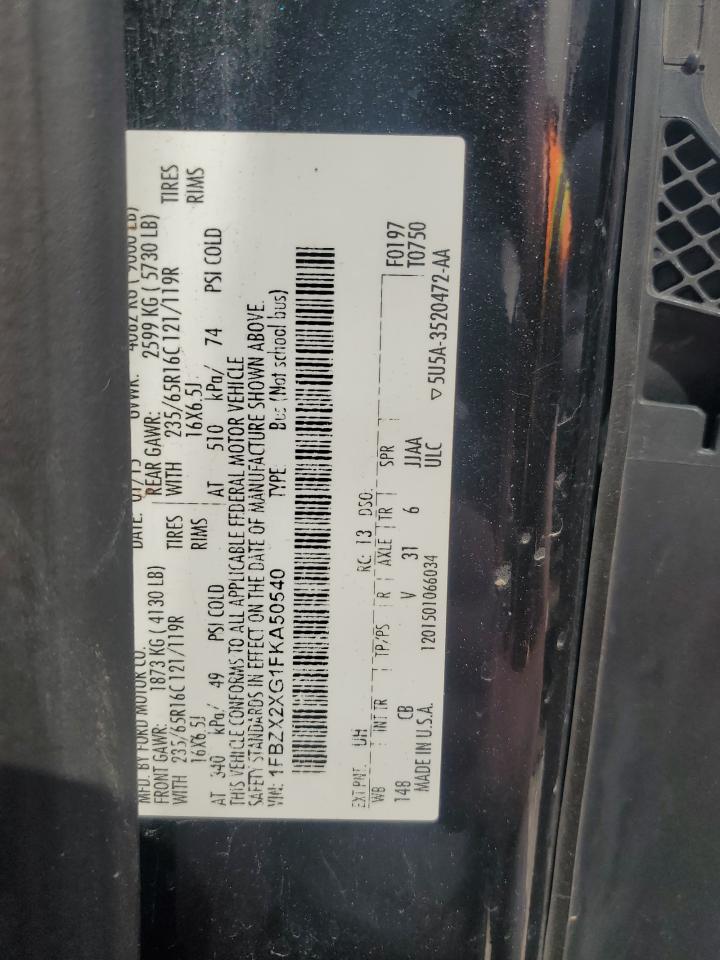 MFD. BY FORD MOTOR CO. DATE: 01/15 GVWR: 4082 KG ( 9000 LB)
FRONT GAWR: 1873 KG ( 4130 LB) REAR GAWR: 2599 KG ( 5730 LB)
WITH 235/65R16C 121/119R TIRES WITH 235/65R16C 121/119R TIRES
16X6.5J RIMS 16X6.5J RIMS
AT 340 kPa/ 49 PSI COLD AT 510 kPa/ 74 PSI COLD
THIS VEHICLE CONFORMS TO ALL APPLICABLE FEDERAL MOTOR VEHICLE
SAFETY STANDARDS IN EFFECT ON THE DATE OF MANUFACTURE SHOWN ABOVE.
VIN: 1FBZX2XG1FKA50540 TYPE: Bus (Not school bus)
EXT PNT: UH RC: 13 DSO: F0197
WB INT TR TP/PS R AXLE TR SPR T0750
148 CB V 31 6 JJAA
MADE IN U.S.A. 1201501066034 ULC ▽5U5A-3520472-AA